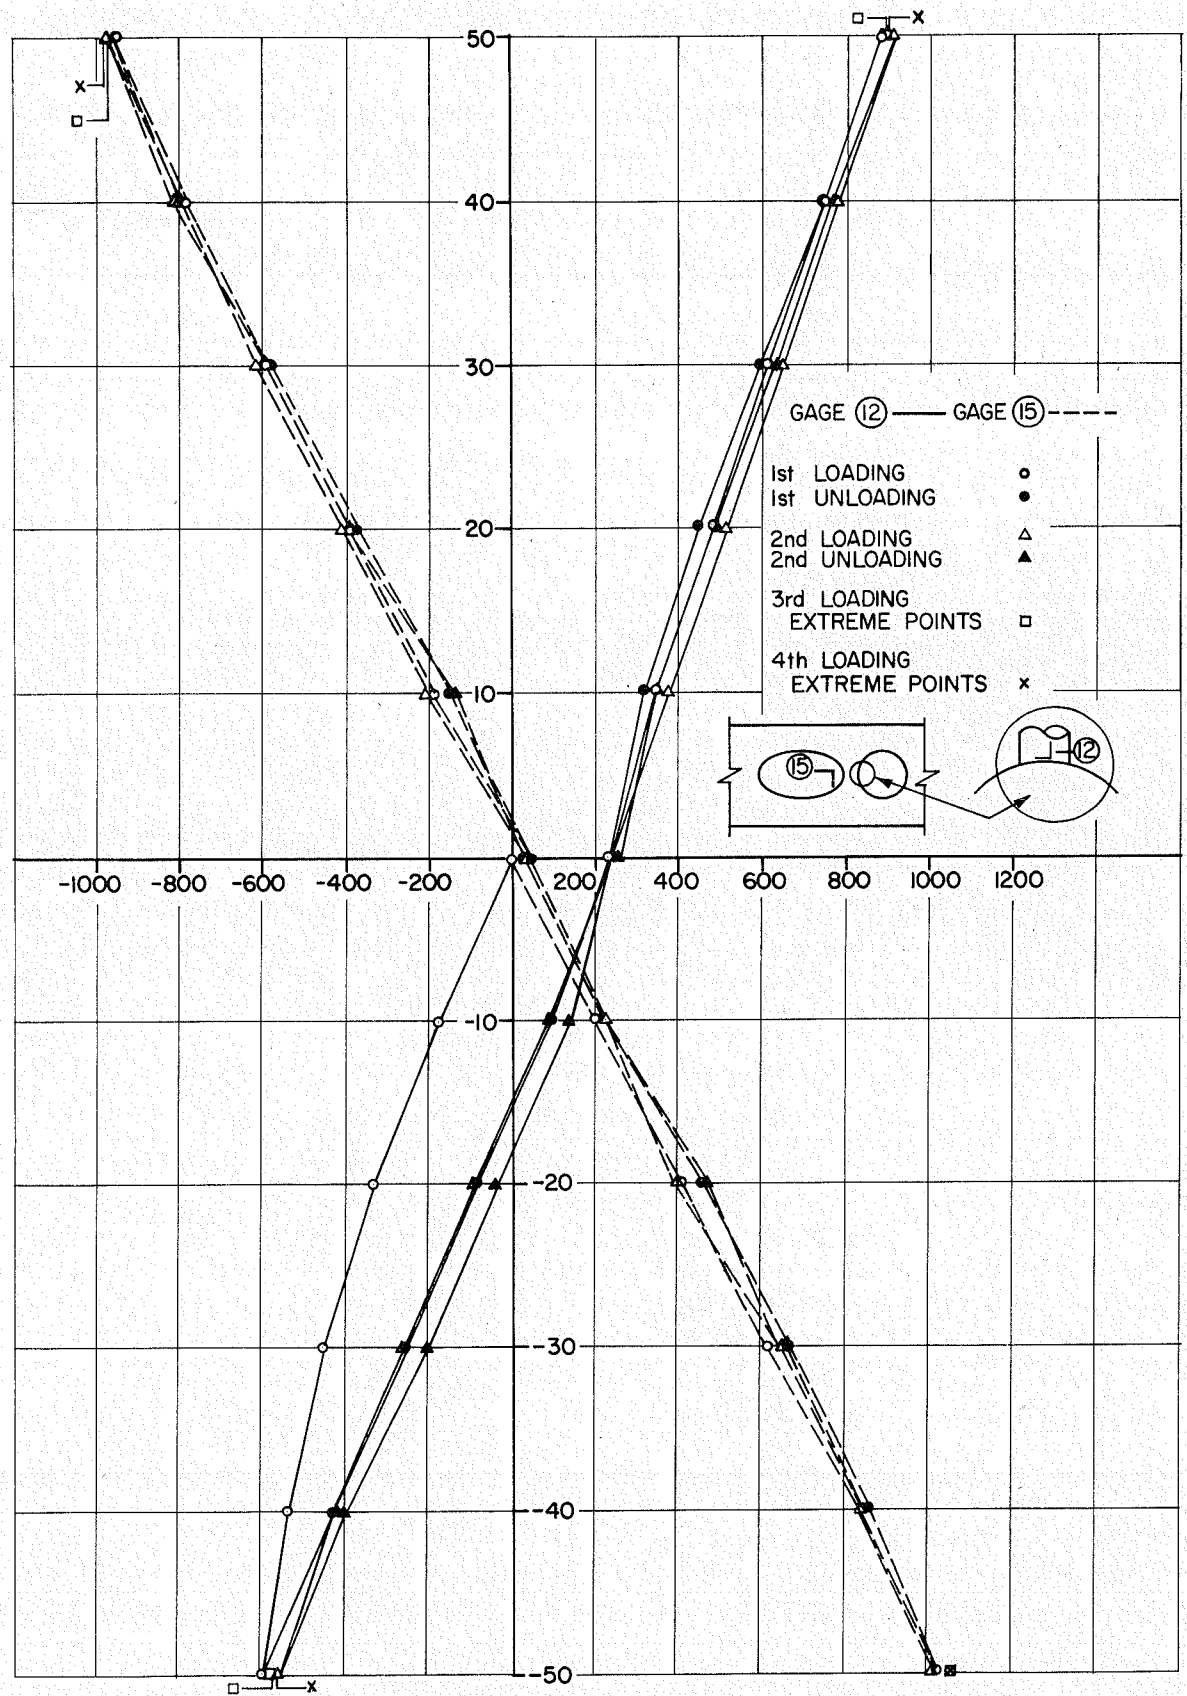 50
40
30
GAGE 12 GAGE 15
1st LOADING
1st UNLOADING
20
2nd LOADING
2nd UNLOADING
3rd LOADING
EXTREME POINTS
4th LOADING
EXTREME POINTS X
10
12
15
-1000 -800 -600 -400 -200 200 400 600 800 1000 1200
-10
-20
-30
-40
-50